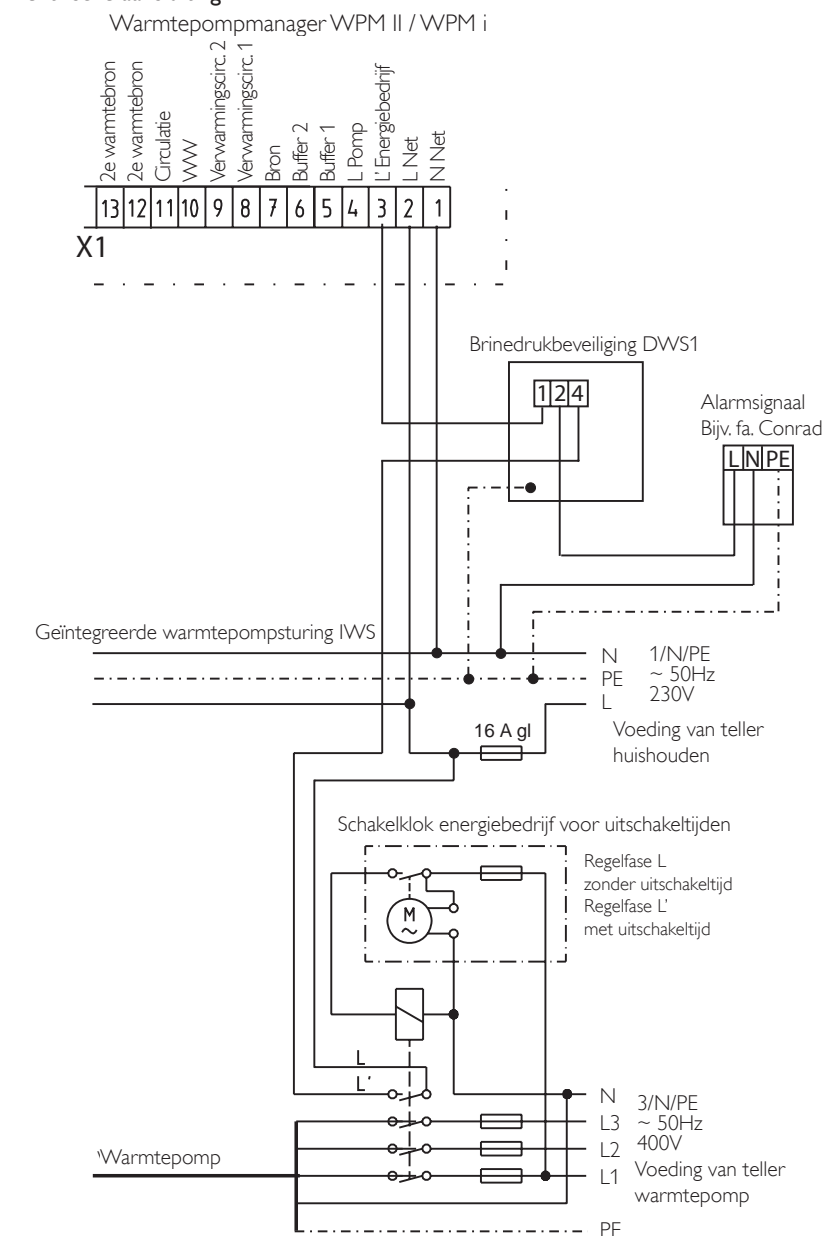 Warmtepompmanager WPM II / WPM i
2e warmtebron
2e warmtebron
Circulatie
WW
Verwarmingscirc. 2
Verwarmingscirc. 1
Bron
Buffer 2
Buffer 1
L Pomp
L' Energiebedrijf
L Net
N Net
13 12 11 10 9 8 7 6 5 4 3 2 1
X1
Brinedrukbeveiliging DWS1
1 2 4
Alarmsignaal
Bijv. fa. Conrad
L N PE
Geïntegreerde warmtepompsturing IWS
N
PE
L
1/N/PE
~ 50Hz
230V
16 A gl
Voeding van teller
huishouden
Schakelklok energiebedrijf voor uitschakeltijden
Regelfase L
zonder uitschakeltijd
Regelfase L'
met uitschakeltijd
M
~
L
L'
N
L3
L2
L1
3/N/PE
~ 50Hz
400V
Warmtepomp
Voeding van teller
warmtepomp
PE